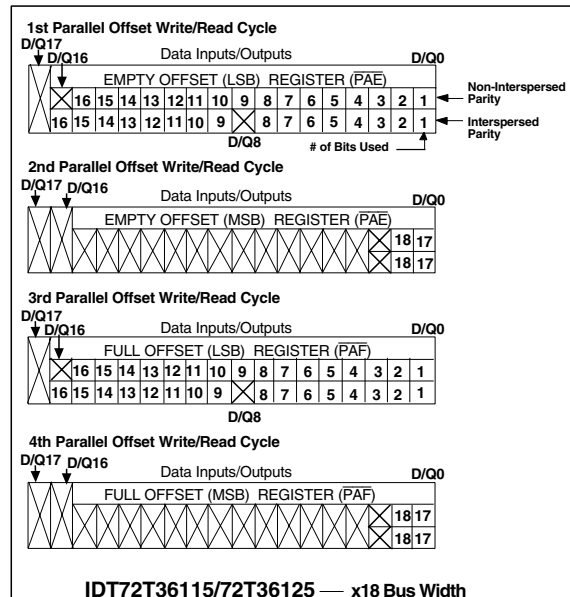 1st Parallel Offset Write/Read Cycle
D/Q17
D/Q16 Data Inputs/Outputs D/Q0
EMPTY OFFSET (LSB) REGISTER (PAE)
16 15 14 13 12 11 10 9 8 7 6 5 4 3 2 1 Non-Interspersed Parity
16 15 14 13 12 11 10 9 8 7 6 5 4 3 2 1 Interspersed Parity
D/Q8 # of Bits Used
2nd Parallel Offset Write/Read Cycle
D/Q17 D/Q16 Data Inputs/Outputs D/Q0
EMPTY OFFSET (MSB) REGISTER (PAE)
18 17
18 17
3rd Parallel Offset Write/Read Cycle
D/Q17
D/Q16 Data Inputs/Outputs D/Q0
FULL OFFSET (LSB) REGISTER (PAF)
16 15 14 13 12 11 10 9 8 7 6 5 4 3 2 1
16 15 14 13 12 11 10 9 8 7 6 5 4 3 2 1
D/Q8
4th Parallel Offset Write/Read Cycle
D/Q17 D/Q16 Data Inputs/Outputs D/Q0
FULL OFFSET (MSB) REGISTER (PAF)
18 17
18 17
IDT72T36115/72T36125 — x18 Bus Width